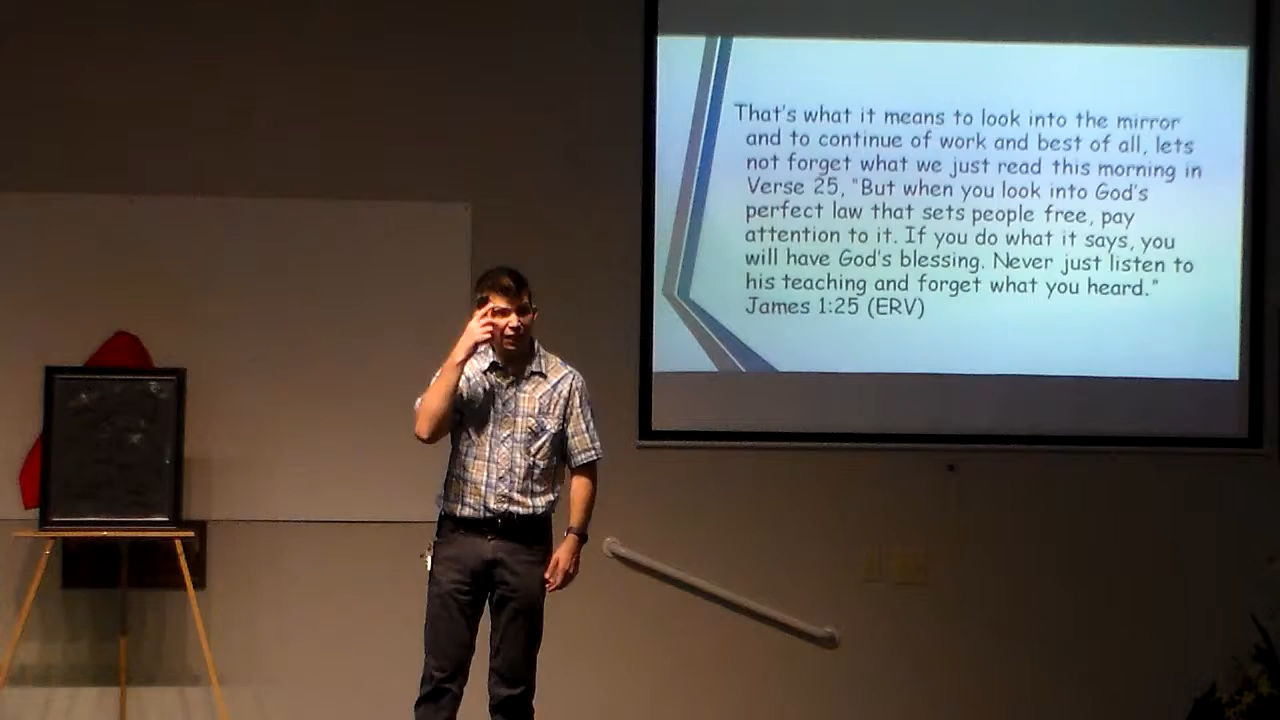 That's what it means to look into the mirror
and to continue of work and best of all, lets
not forget what we just read this morning in
Verse 25, "But when you look into God's
perfect law that sets people free, pay
attention to it. If you do what it says, you
will have God's blessing. Never just listen to
his teaching and forget what you heard."
James 1:25 (ERV)